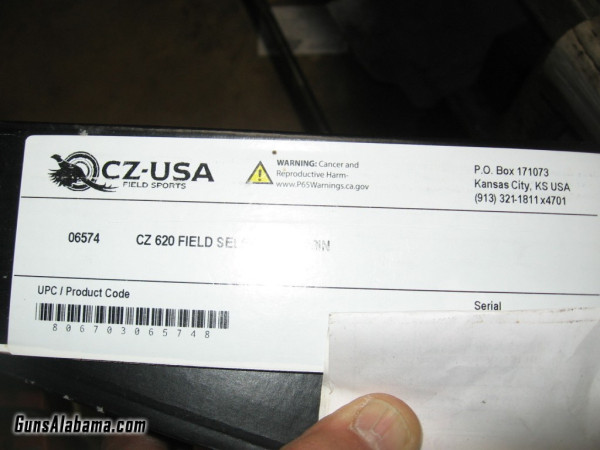 CZ-USA
FIELD SPORTS
WARNING: Cancer and
Reproductive Harm-
www.P65Warnings.ca.gov
P.O. Box 171073
Kansas City, KS USA
(913) 321-1811 x4701
06574 CZ 620 FIELD
UPC / Product Code
Serial
806703065748
GunsAlabama.com